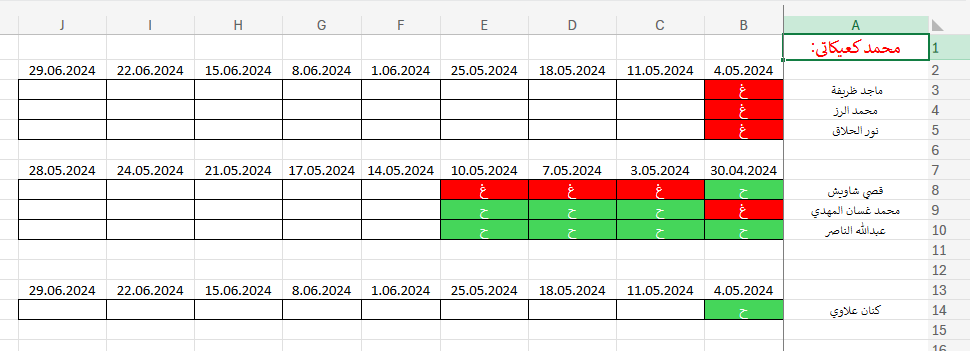 A B C D E F G H I J
1 محمد كعيكاتي:
2 4.05.2024 11.05.2024 18.05.2024 25.05.2024 1.06.2024 8.06.2024 15.06.2024 22.06.2024 29.06.2024
3 ماجد ظريفة غ
4 محمد الرز غ
5 نور الحلاق غ
6
7 30.04.2024 3.05.2024 7.05.2024 10.05.2024 14.05.2024 17.05.2024 21.05.2024 24.05.2024 28.05.2024
8 قصي شاويش ح غ غ غ
9 محمد غسان المهدي غ ح ح ح
10 عبدالله الناصر ح ح ح ح
11
12
13 4.05.2024 11.05.2024 18.05.2024 25.05.2024 1.06.2024 8.06.2024 15.06.2024 22.06.2024 29.06.2024
14 كنان علاوي ح
15
16